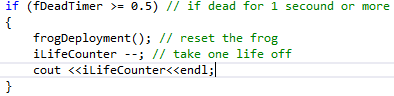 if (fDeadTimer >= 0.5) // if dead for 1 secound or more
{
frogDeployment(); // reset the frog
iLifeCounter --; // take one life off
cout <<iLifeCounter<<endl;
}